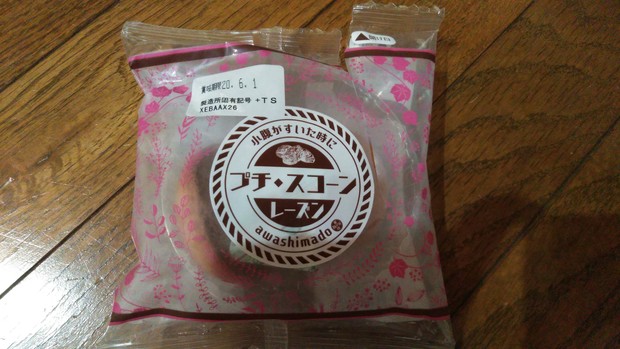 賞味期限20.6.1
製造所固有記号 +TS
XEBAAX26
小腹がすいた時に
プチ・スコーン
レーズン
awashimado